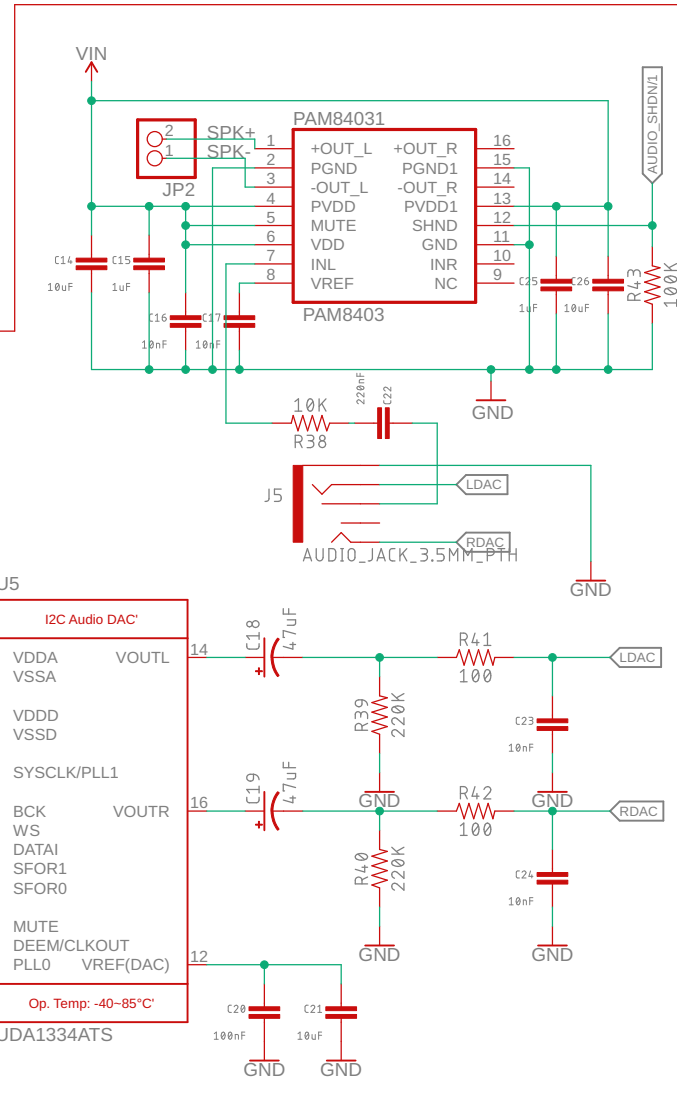 VIN
PAM84031
AUDIO_SHDN/1
2 SPK+
1 SPK-
JP2
1 +OUT_L +OUT_R 16
2 PGND PGND1 15
3 -OUT_L -OUT_R 14
4 PVDD PVDD1 13
5 MUTE SHND 12
6 VDD GND 11
7 INL INR 10
8 VREF NC 9
PAM8403
C14
10uF
C15
1uF
C16
10nF
C17
10nF
C25
1uF
C26
10uF
R43
100K
GND
10K
R38
220nF
C22
J5
LDAC
RDAC
AUDIO_JACK_3.5MM_PTH
GND
U5
I2C Audio DAC'
VDDA VOUTL 14
VSSA
VDDD
VSSD
SYSCLK/PLL1
BCK VOUTR 16
WS
DATAI
SFOR1
SFOR0
MUTE
DEEM/CLKOUT
PLL0 VREF(DAC) 12
Op. Temp: -40~85°C'
UDA1334ATS
C18
47uF
+
R41
100
LDAC
R39
220K
C23
10nF
GND
GND
C19
47uF
+
R42
100
RDAC
R40
220K
C24
10nF
GND
GND
C20
100nF
C21
10uF
GND
GND